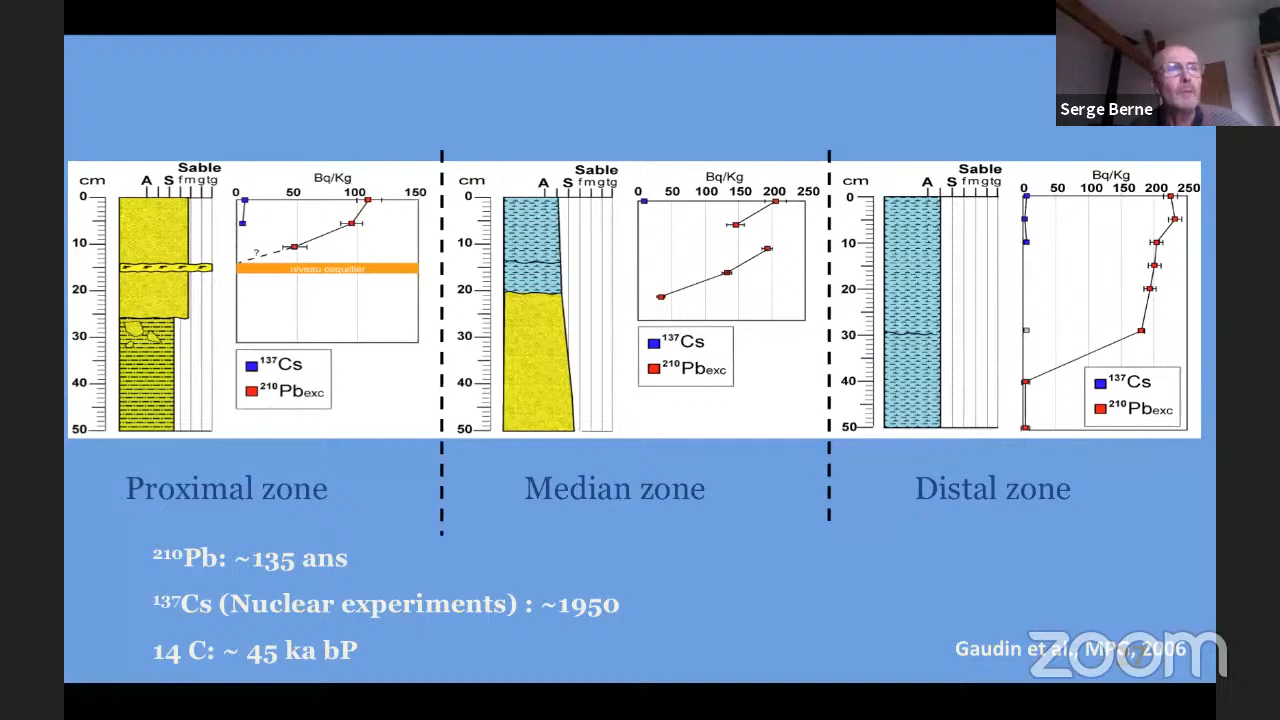 Serge Berne
Sable
cm A S f m g tg
Bq/Kg
0 50 100 150
0
10
20
30
40
50
?
niveau coquillier
¹³⁷Cs
²¹⁰Pbexc
Sable
cm A S f m g tg
Bq/Kg
0 50 100 150 200 250
0
10
20
30
40
50
¹³⁷Cs
²¹⁰Pbexc
Sable
cm A S f m g tg
Bq/Kg
0 50 100 150 200 250
0
10
20
30
40
50
¹³⁷Cs
²¹⁰Pbexc
Proximal zone
Median zone
Distal zone
²¹⁰Pb: ~135 ans
¹³⁷Cs (Nuclear experiments) : ~1950
14 C: ~ 45 ka bP
Gaudin et al., MPG, 2006
zoom